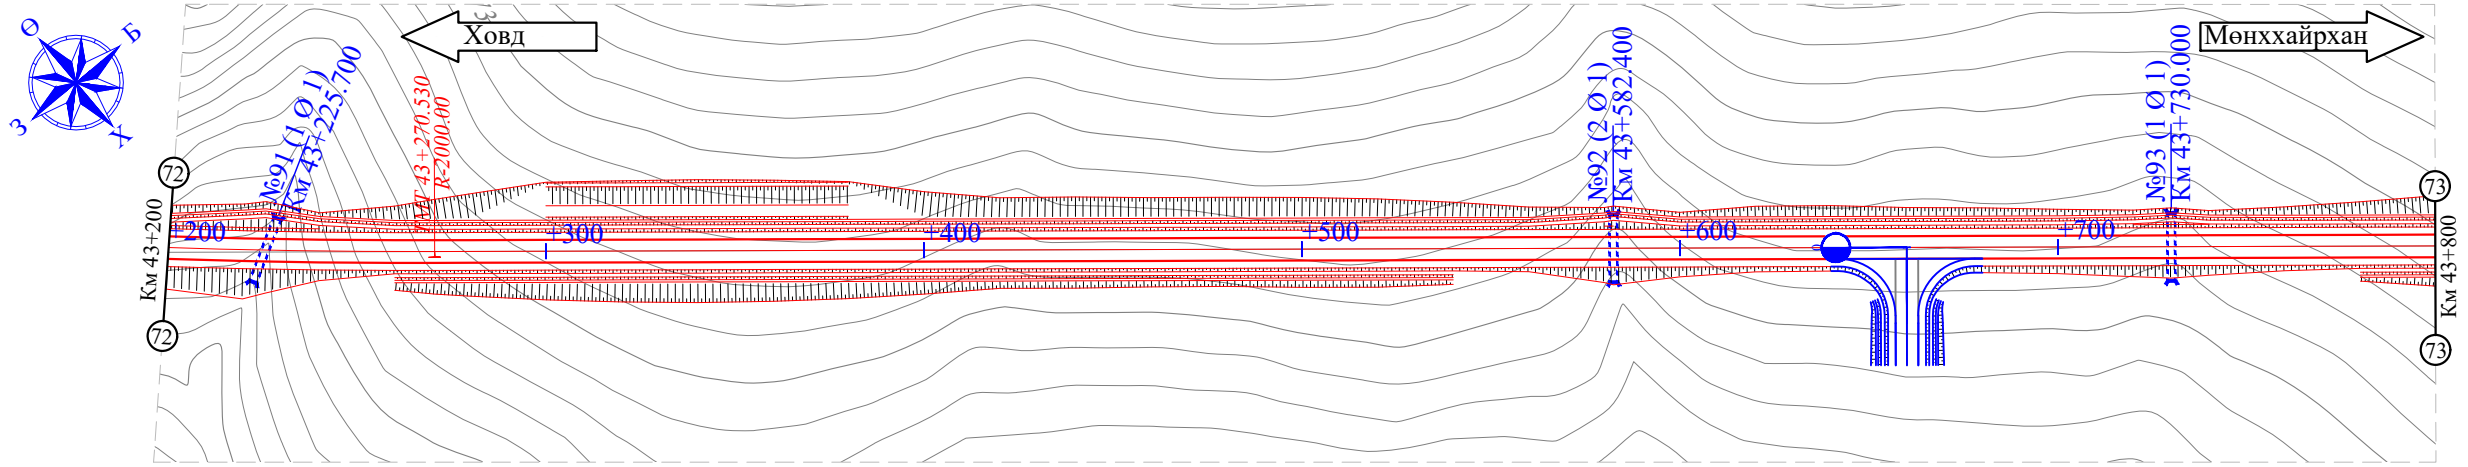 Ө
Б
З
Х
Ховд
Мөнххайрхан
№91 (1 Ø 1)
Км 43+225.700
43+270.530
R-2000.00
№92 (2 Ø 1)
Км 43+582.400
№93 (1 Ø 1)
Км 43+730.000
72
73
Км 43+200
+200
+300
+400
+500
+600
+700
Км 43+800
72
73